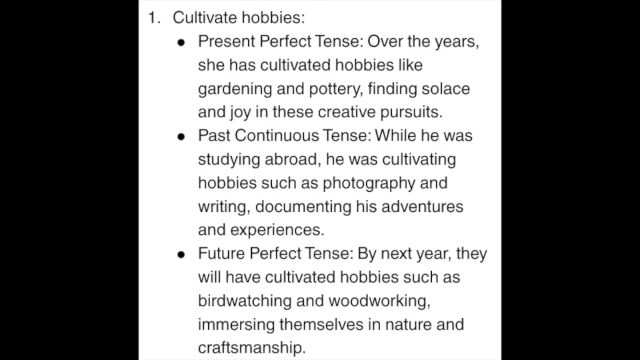 1. Cultivate hobbies:
● Present Perfect Tense: Over the years,
she has cultivated hobbies like
gardening and pottery, finding solace
and joy in these creative pursuits.
● Past Continuous Tense: While he was
studying abroad, he was cultivating
hobbies such as photography and
writing, documenting his adventures
and experiences.
● Future Perfect Tense: By next year, they
will have cultivated hobbies such as
birdwatching and woodworking,
immersing themselves in nature and
craftsmanship.